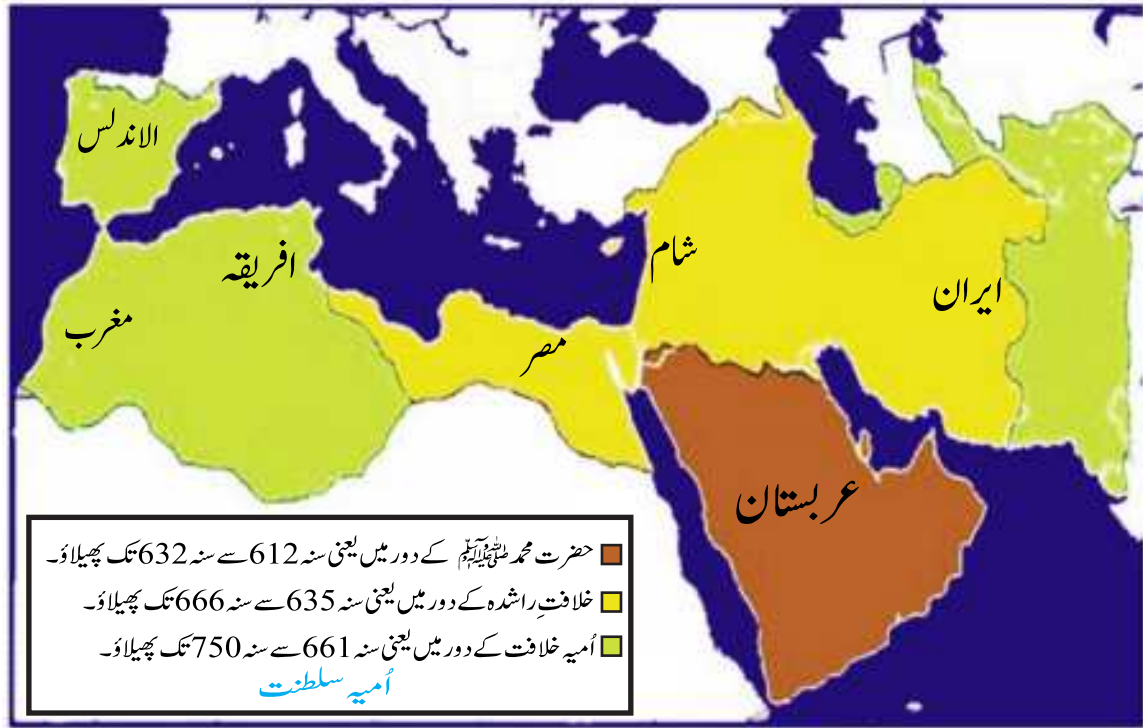 الاندلس
افریقہ
مغرب
مصر
شام
ایران
عربستان
حضرت محمد ﷺ کے دور میں یعنی سنہ 612 سے سنہ 632 تک پھیلاؤ۔
خلافتِ راشدہ کے دور میں یعنی سنہ 635 سے سنہ 666 تک پھیلاؤ۔
اُمیہ خلافت کے دور میں یعنی سنہ 661 سے سنہ 750 تک پھیلاؤ۔
اُمیہ سلطنت